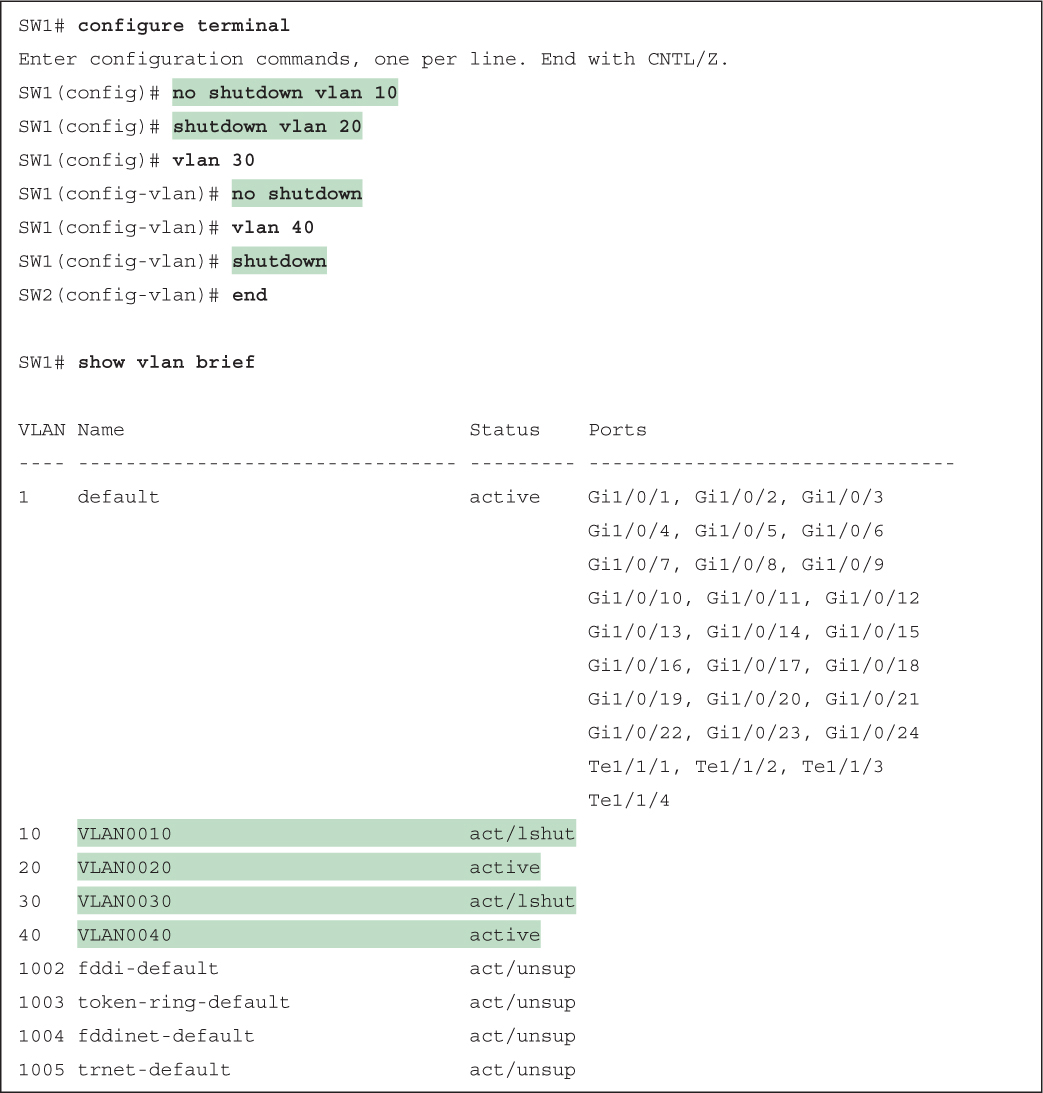 SW1# configure terminal
Enter configuration commands, one per line. End with CNTL/Z.
SW1(config)# no shutdown vlan 10
SW1(config)# shutdown vlan 20
SW1(config)# vlan 30
SW1(config-vlan)# no shutdown
SW1(config-vlan)# vlan 40
SW1(config-vlan)# shutdown
SW2(config-vlan)# end
SW1# show vlan brief
VLAN Name                             Status    Ports
---- -------------------------------- --------- -------------------------------
1    default                          active    Gi1/0/1, Gi1/0/2, Gi1/0/3
                                                Gi1/0/4, Gi1/0/5, Gi1/0/6
                                                Gi1/0/7, Gi1/0/8, Gi1/0/9
                                                Gi1/0/10, Gi1/0/11, Gi1/0/12
                                                Gi1/0/13, Gi1/0/14, Gi1/0/15
                                                Gi1/0/16, Gi1/0/17, Gi1/0/18
                                                Gi1/0/19, Gi1/0/20, Gi1/0/21
                                                Gi1/0/22, Gi1/0/23, Gi1/0/24
                                                Te1/1/1, Te1/1/2, Te1/1/3
                                                Te1/1/4
10   VLAN0010                         act/lshut
20   VLAN0020                         active
30   VLAN0030                         act/lshut
40   VLAN0040                         active
1002 fddi-default                     act/unsup
1003 token-ring-default               act/unsup
1004 fddinet-default                  act/unsup
1005 trnet-default                    act/unsup